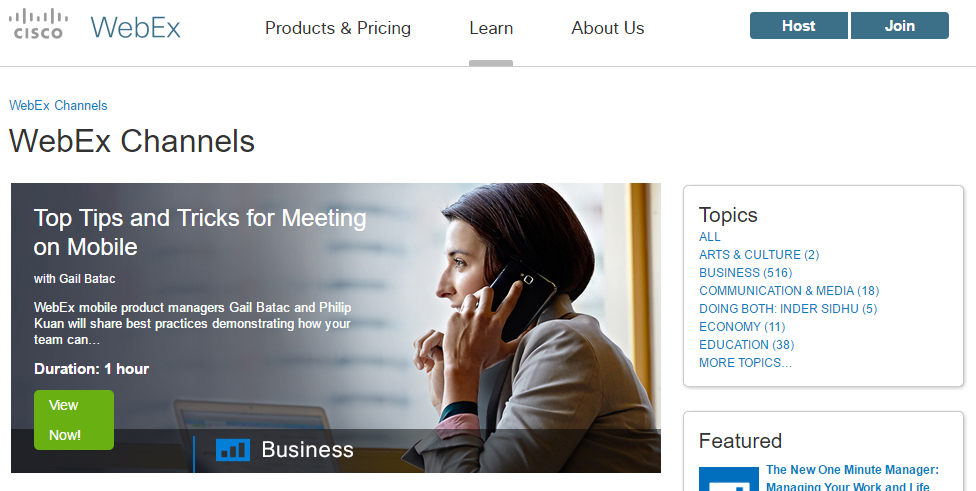 cisco WebEx Products & Pricing Learn About Us Host Join
WebEx Channels
WebEx Channels
Top Tips and Tricks for Meeting
on Mobile
with Gail Batac
WebEx mobile product managers Gail Batac and Philip
Kuan will share best practices demonstrating how your
team can...
Duration: 1 hour
View
Now!
Business
Topics
ALL
ARTS & CULTURE (2)
BUSINESS (516)
COMMUNICATION & MEDIA (18)
DOING BOTH: INDER SIDHU (5)
ECONOMY (11)
EDUCATION (38)
MORE TOPICS...
Featured
The New One Minute Manager:
Managing Your Work and Life